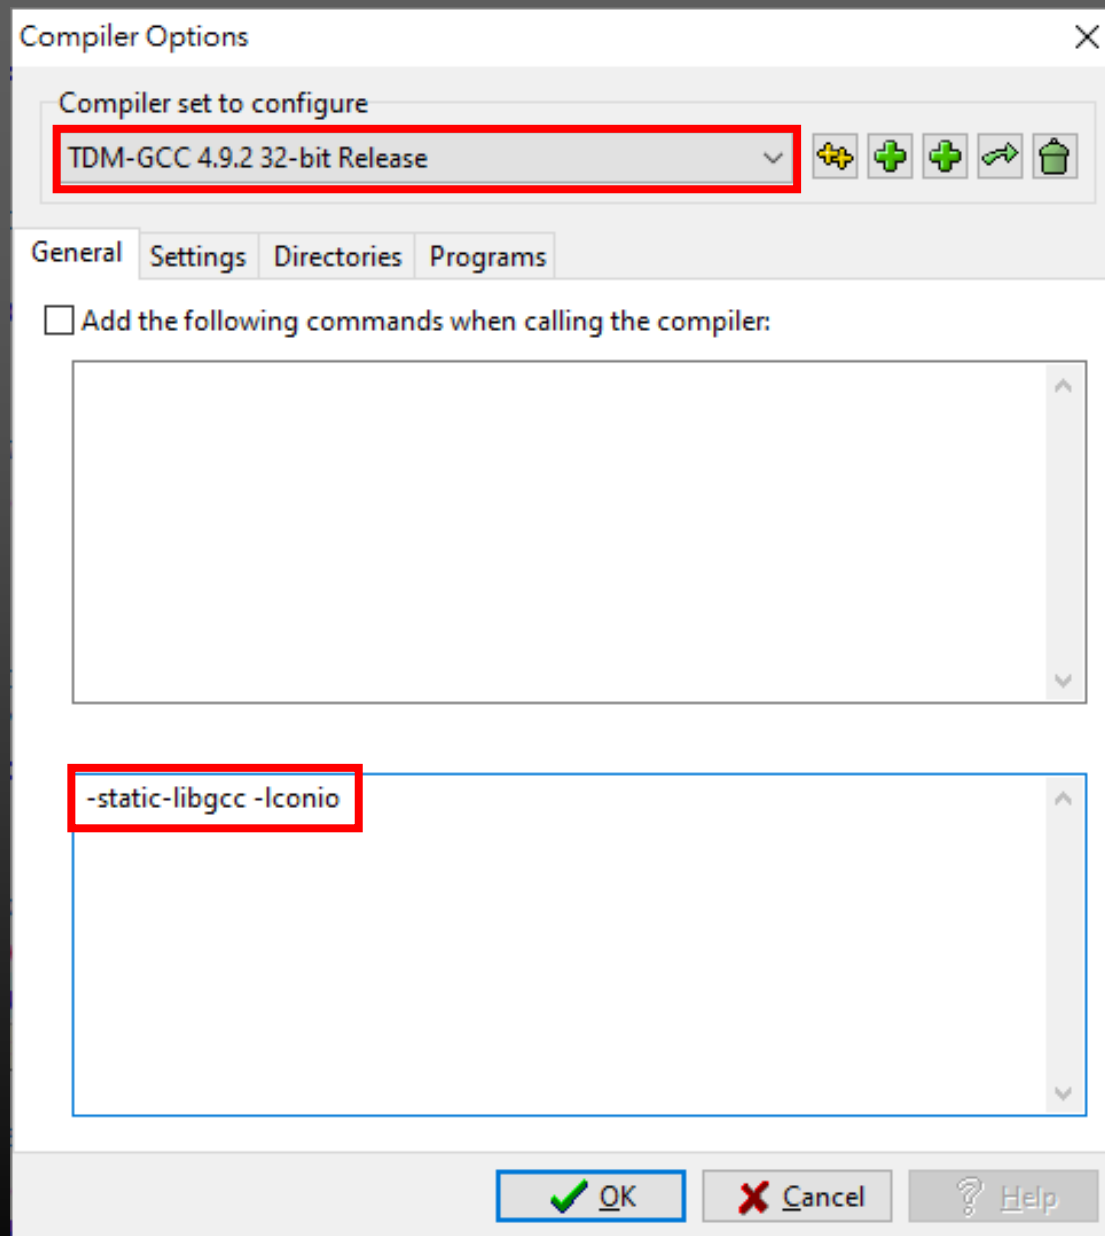 Compiler Options
Compiler set to configure
TDM-GCC 4.9.2 32-bit Release
General Settings Directories Programs
Add the following commands when calling the compiler:
-static-libgcc -lconio
OK Cancel Help